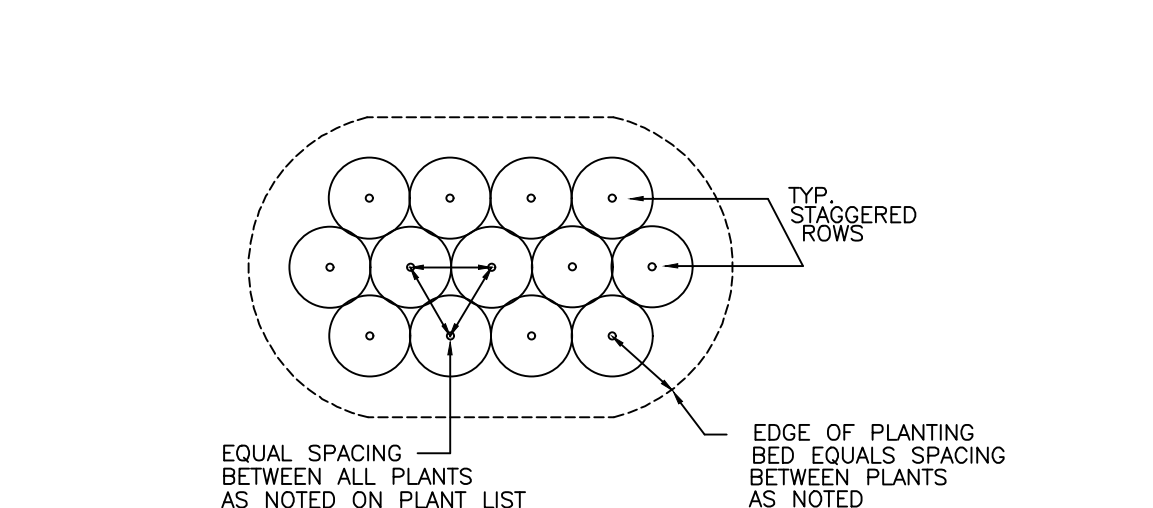 TYP.
STAGGERED
ROWS
EQUAL SPACING
BETWEEN ALL PLANTS
AS NOTED ON PLANT LIST
EDGE OF PLANTING
BED EQUALS SPACING
BETWEEN PLANTS
AS NOTED